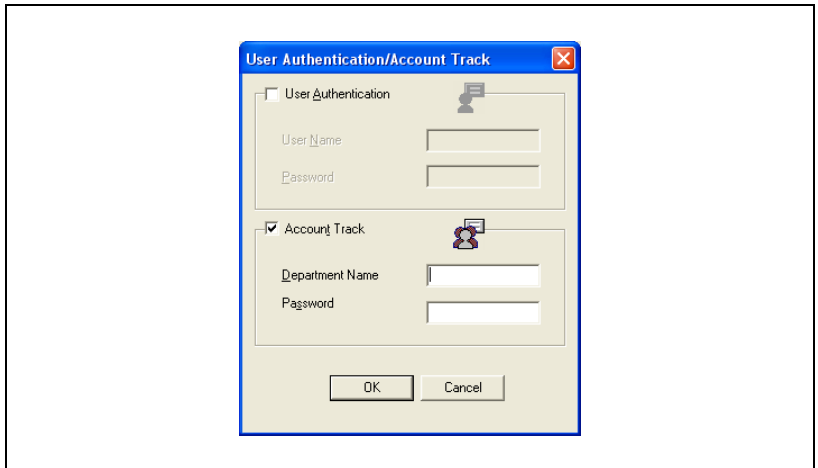 User Authentication/Account Track
User Authentication
User Name
Password
Account Track
Department Name
Password
OK Cancel